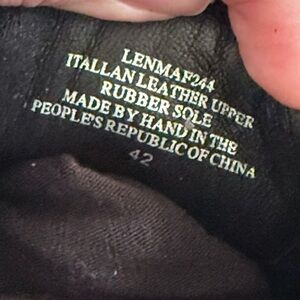 LENMAF244
ITALLAN LEATHER UPPER
RUBBER SOLE
MADE BY HAND IN THE
PEOPLE'S REPUBLIC OF CHINA
42